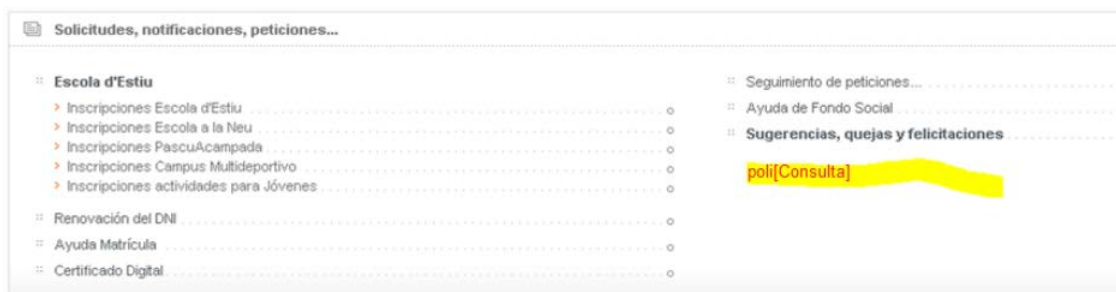 Solicitudes, notificaciones, peticiones...
Escola d'Estiu
Inscripciones Escola d'Estiu
Inscripciones Escola a la Neu
Inscripciones PascuAcampada
Inscripciones Campus Multideportivo
Inscripciones actividades para Jóvenes
Renovación del DNI
Ayuda Matrícula
Certificado Digital
Seguimiento de peticiones...
Ayuda de Fondo Social
Sugerencias, quejas y felicitaciones
poli[Consulta]